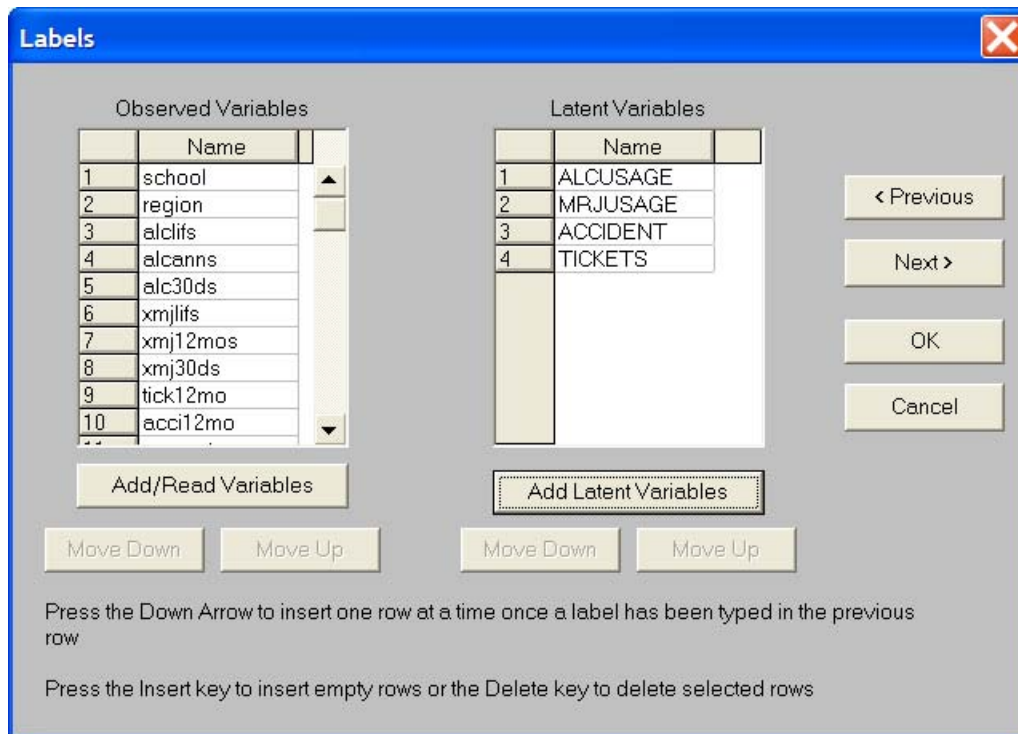 Labels
Observed Variables
Name
1 school
2 region
3 alclifs
4 alcanns
5 alc30ds
6 xmjlifs
7 xmj12mos
8 xmj30ds
9 tick12mo
10 acci12mo
Add/Read Variables
Move Down Move Up
Latent Variables
Name
1 ALCUSAGE
2 MRJUSAGE
3 ACCIDENT
4 TICKETS
Add Latent Variables
Move Down Move Up
< Previous
Next >
OK
Cancel
Press the Down Arrow to insert one row at a time once a label has been typed in the previous
row
Press the Insert key to insert empty rows or the Delete key to delete selected rows